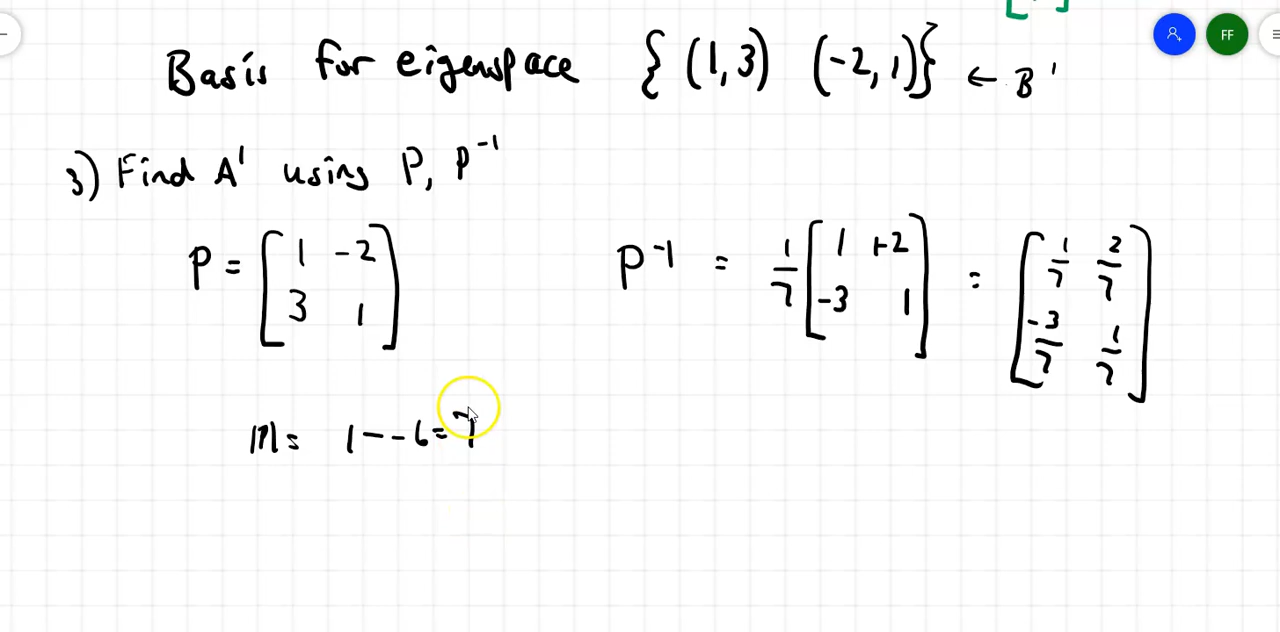 FF
Basis for eigenspace { (1,3) (-2,1)} ← B'
3) Find A' using P, P⁻¹
P = [1 -2; 3 1]
P⁻¹ = 1/7 [1 +2; -3 1] = [1/7 2/7; -3/7 1/7]
|P| = 1 - -6 = 7